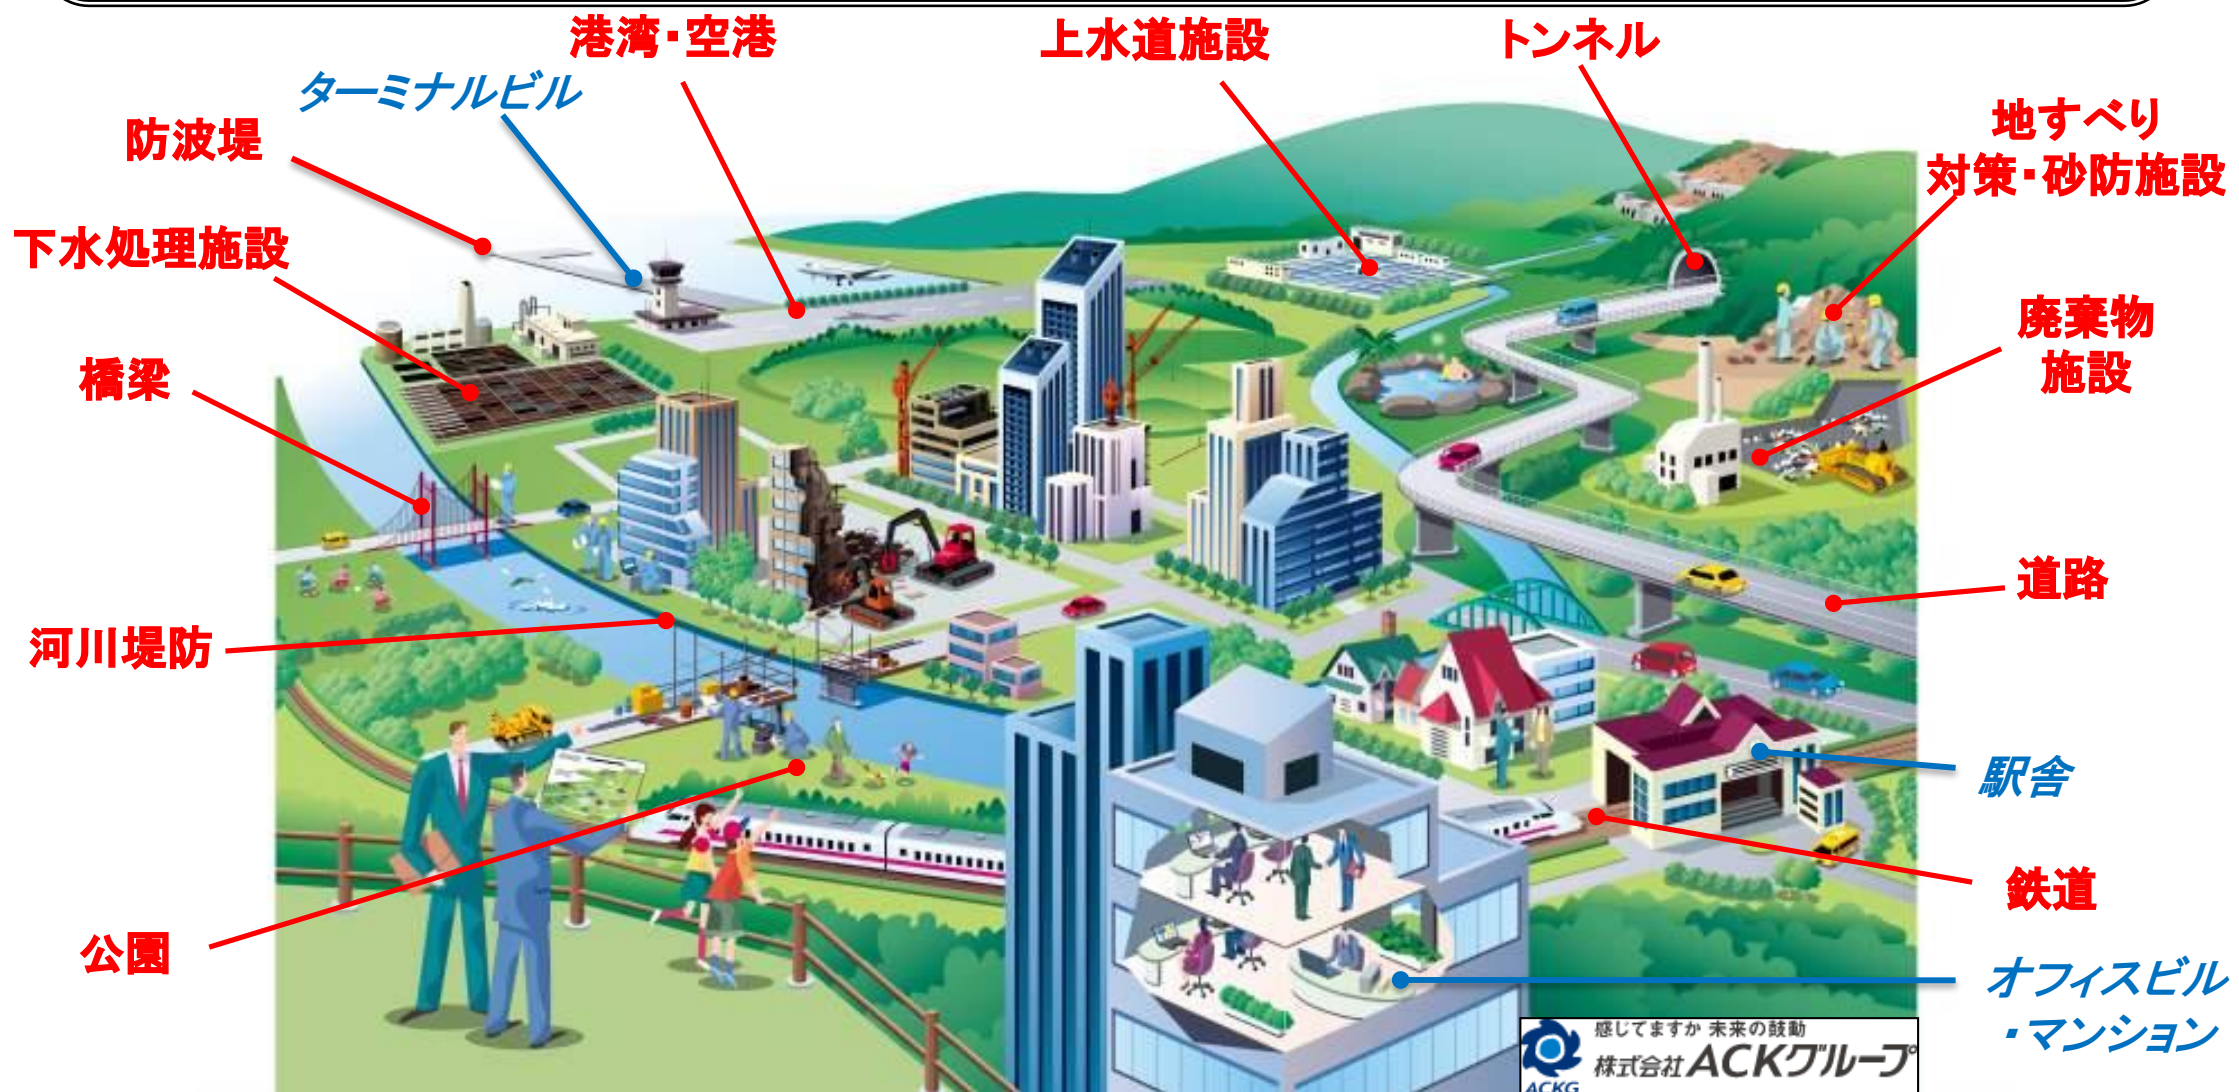 港湾・空港
上水道施設
トンネル
ターミナルビル
防波堤
地すべり
対策・砂防施設
下水処理施設
廃棄物
施設
橋梁
道路
河川堤防
駅舎
鉄道
公園
オフィスビル
・マンション
感じてますか 未来の鼓動
株式会社ACKグループ
ACKG